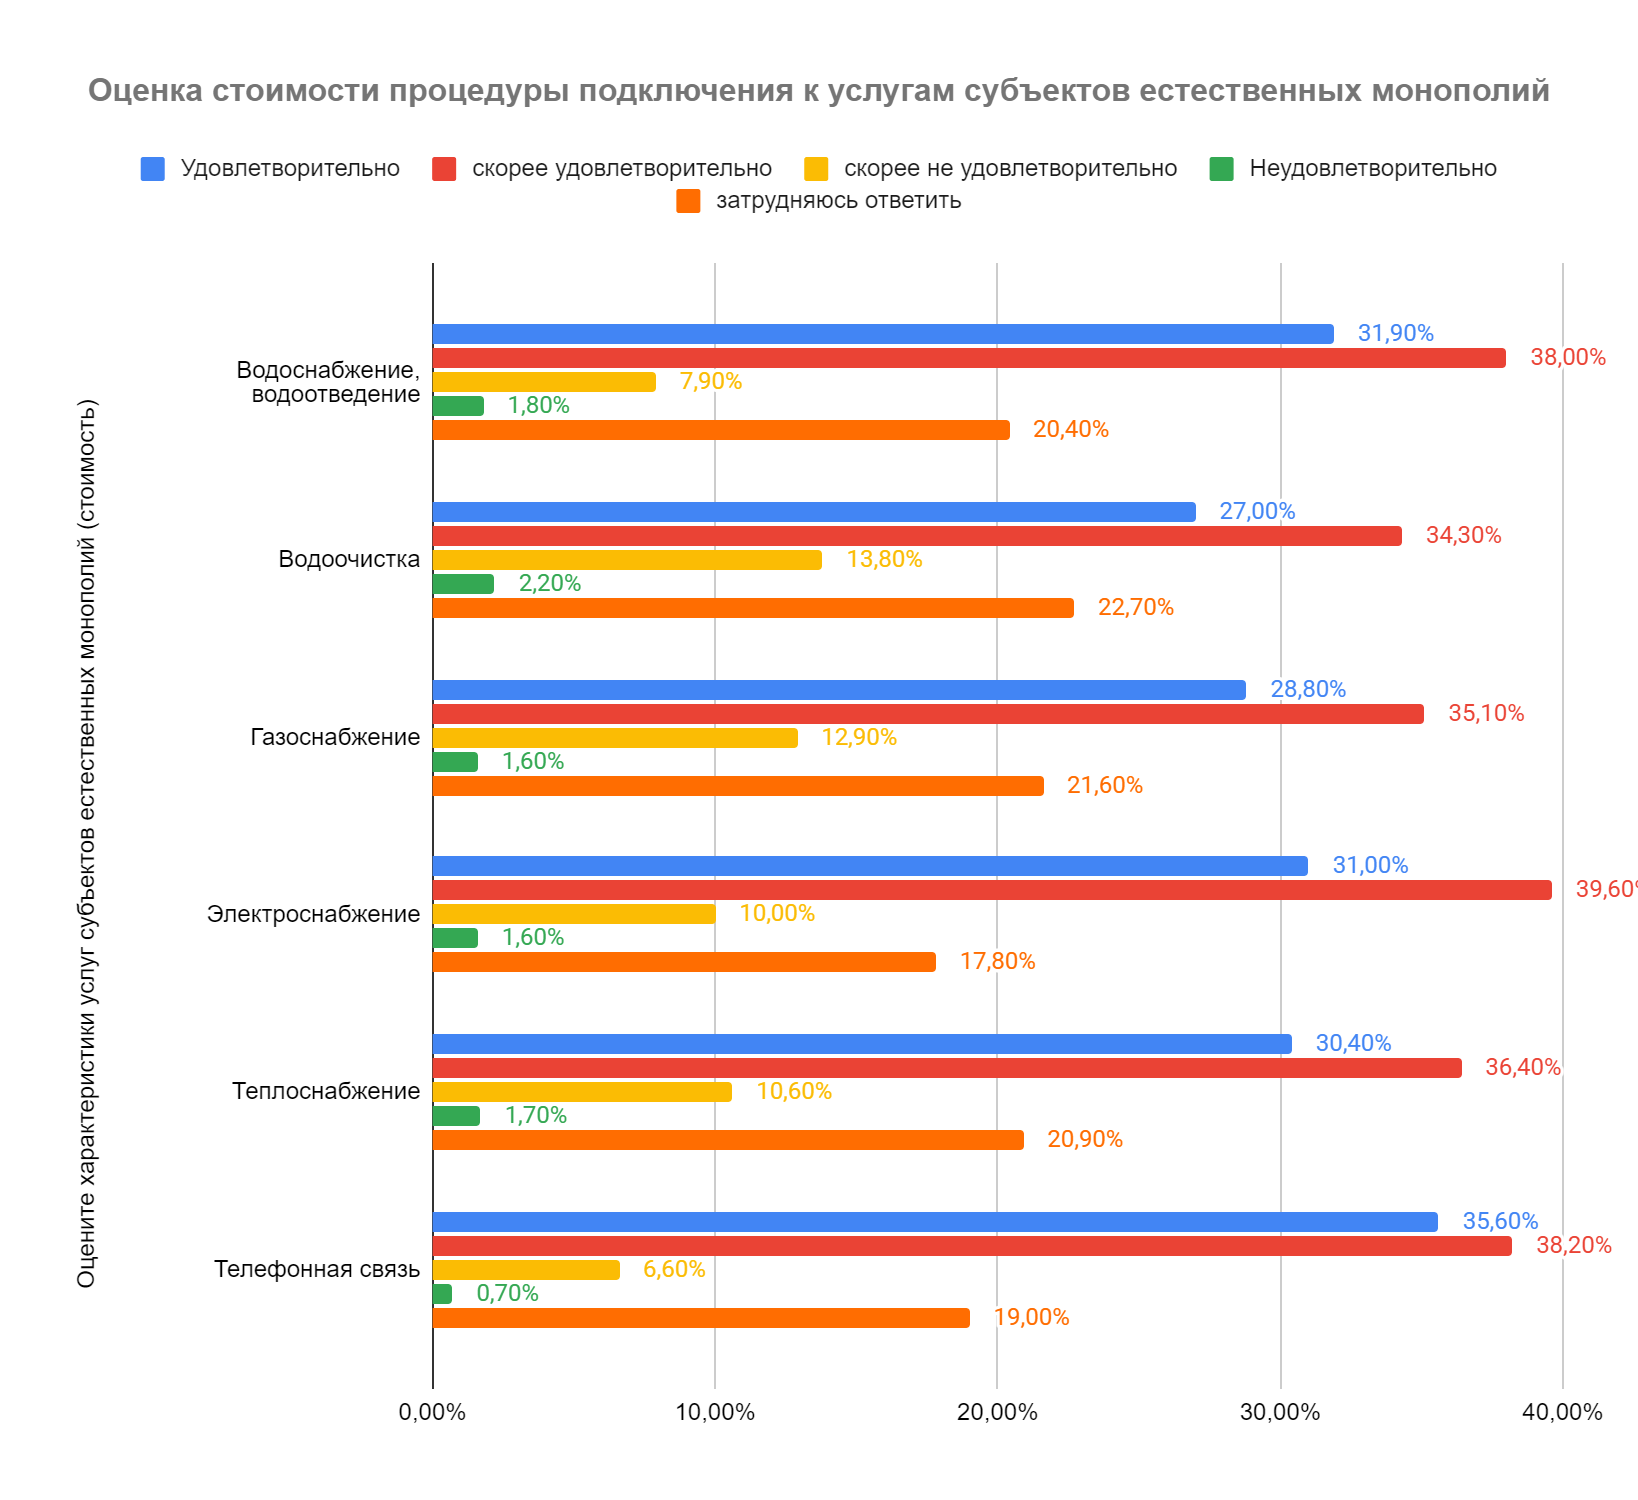 Оценка стоимости процедуры подключения к услугам субъектов естественных монополий
Удовлетворительно скорее удовлетворительно скорее не удовлетворительно Неудовлетворительно
затрудняюсь ответить
Оцените характеристики услуг субъектов естественных монополий (стоимость)
Водоснабжение,
водоотведение
31,90%
38,00%
7,90%
1,80%
20,40%
Водоочистка
27,00%
34,30%
13,80%
2,20%
22,70%
Газоснабжение
28,80%
35,10%
12,90%
1,60%
21,60%
Электроснабжение
31,00%
39,60%
10,00%
1,60%
17,80%
Теплоснабжение
30,40%
36,40%
10,60%
1,70%
20,90%
Телефонная связь
35,60%
38,20%
6,60%
0,70%
19,00%
0,00% 10,00% 20,00% 30,00% 40,00%